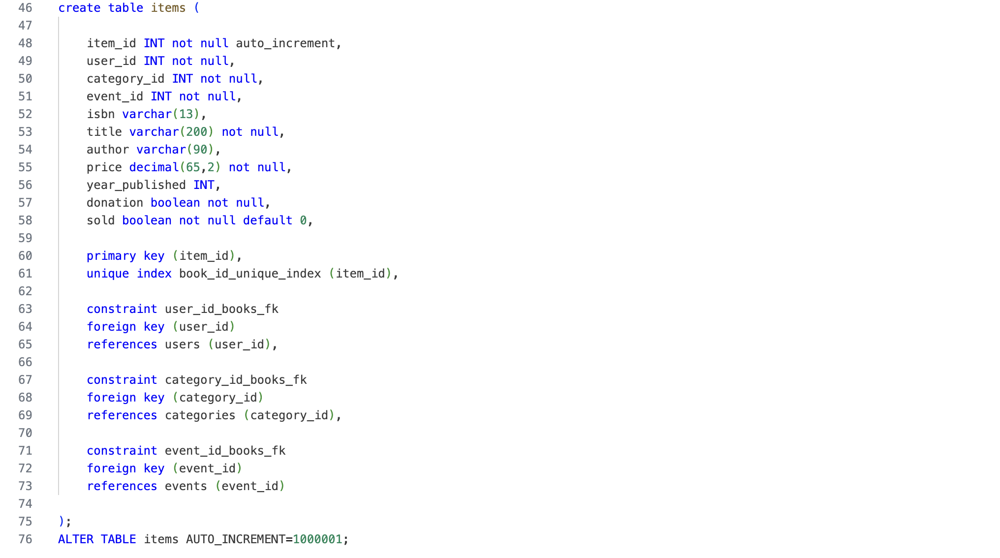 46 create table items (
47
48 item_id INT not null auto_increment,
49 user_id INT not null,
50 category_id INT not null,
51 event_id INT not null,
52 isbn varchar(13),
53 title varchar(200) not null,
54 author varchar(90),
55 price decimal(65,2) not null,
56 year_published INT,
57 donation boolean not null,
58 sold boolean not null default 0,
59
60 primary key (item_id),
61 unique index book_id_unique_index (item_id),
62
63 constraint user_id_books_fk
64 foreign key (user_id)
65 references users (user_id),
66
67 constraint category_id_books_fk
68 foreign key (category_id)
69 references categories (category_id),
70
71 constraint event_id_books_fk
72 foreign key (event_id)
73 references events (event_id)
74
75 );
76 ALTER TABLE items AUTO_INCREMENT=1000001;